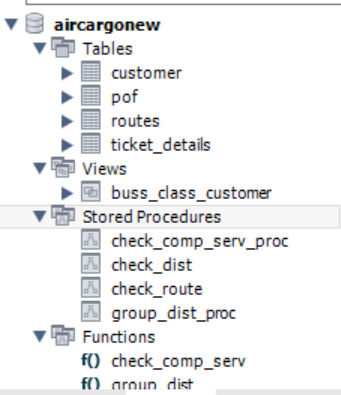 aircargonew
Tables
customer
pof
routes
ticket_details
Views
buss_class_customer
Stored Procedures
check_comp_serv_proc
check_dist
check_route
group_dist_proc
Functions
f() check_comp_serv
f() group_dist